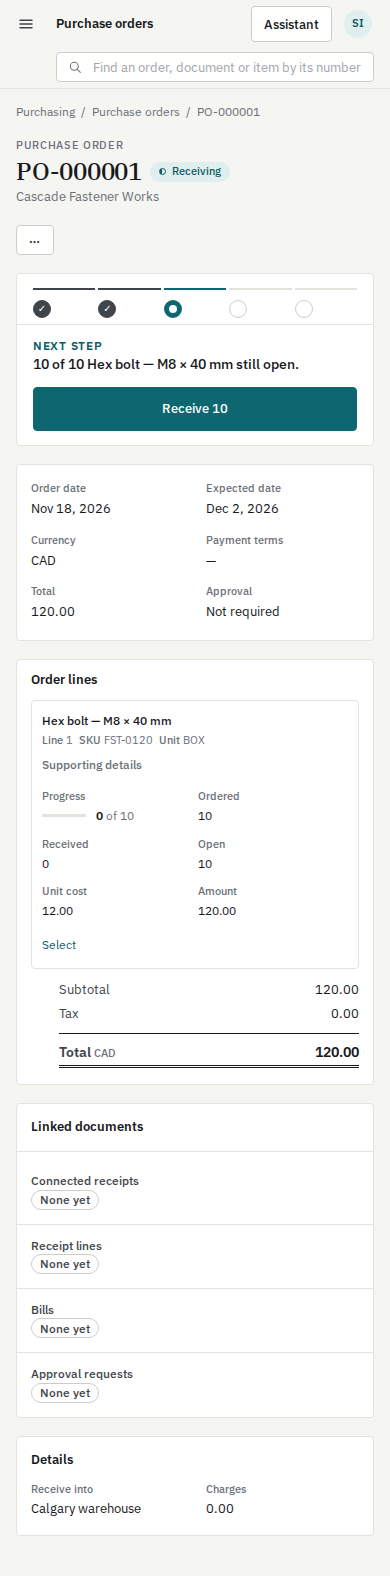 Purchase orders
Assistant
SI
Find an order, document or item by its number
Purchasing / Purchase orders / PO-000001
PURCHASE ORDER
PO-000001
Receiving
Cascade Fastener Works
...
NEXT STEP
10 of 10 Hex bolt — M8 × 40 mm still open.
Receive 10
Order date
Expected date
Nov 18, 2026
Dec 2, 2026
Currency
Payment terms
CAD
—
Total
Approval
120.00
Not required
Order lines
Hex bolt — M8 × 40 mm
Line 1 SKU FST-0120 Unit BOX
Supporting details
Progress
Ordered
0 of 10
10
Received
Open
0
10
Unit cost
Amount
12.00
120.00
Select
Subtotal 120.00
Tax 0.00
Total CAD 120.00
Linked documents
Connected receipts
None yet
Receipt lines
None yet
Bills
None yet
Approval requests
None yet
Details
Receive into
Charges
Calgary warehouse
0.00